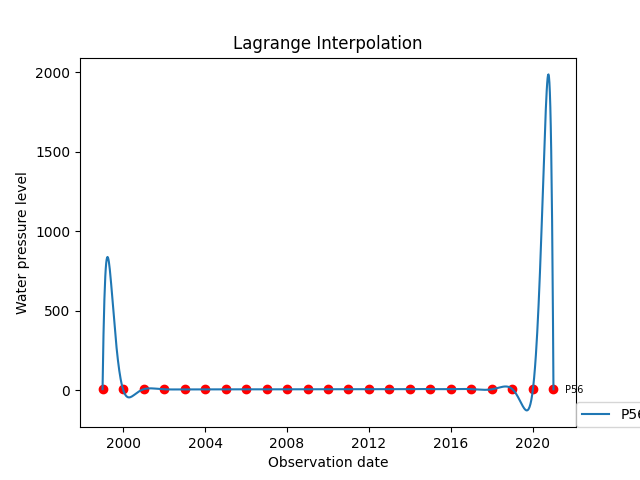 Lagrange Interpolation
Water pressure level
2000
1500
1000
500
0
P56
P56
2000 2004 2008 2012 2016 2020
Observation date